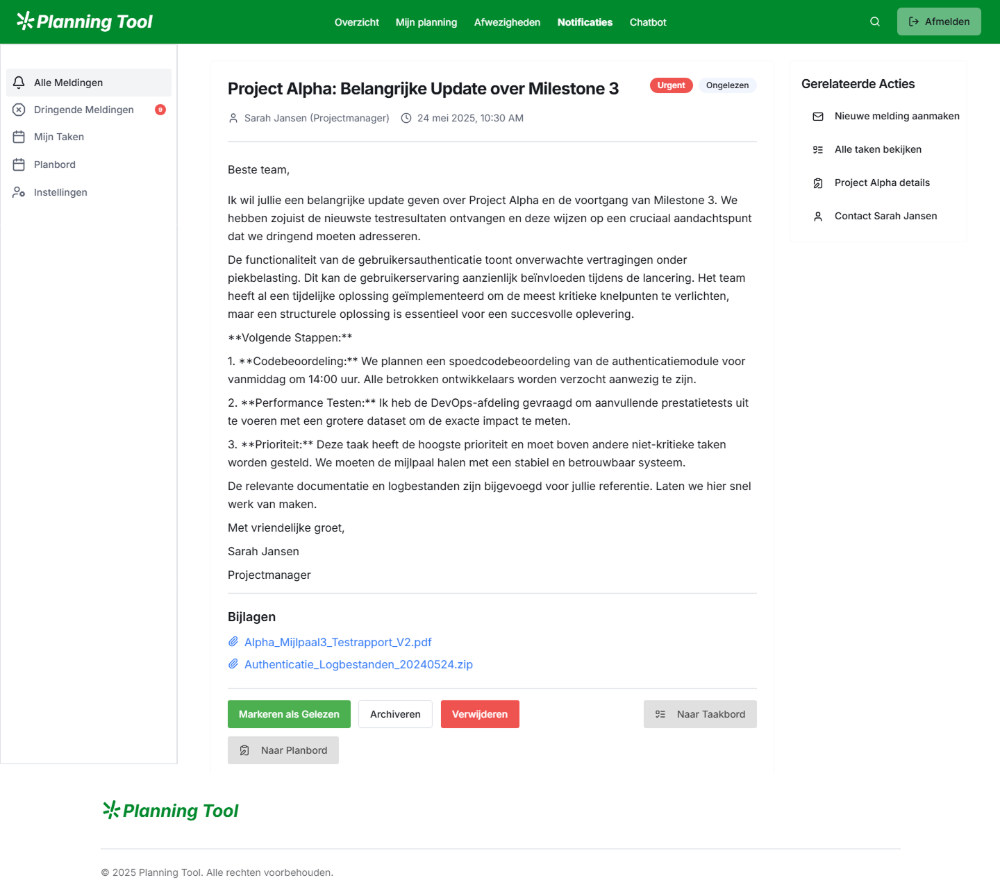 Planning Tool
Overzicht Mijn planning Afwezigheden Notificaties Chatbot
Afmelden
Alle Meldingen
Dringende Meldingen 9
Mijn Taken
Planbord
Instellingen
Project Alpha: Belangrijke Update over Milestone 3
Urgent Ongelezen
Sarah Jansen (Projectmanager) 24 mei 2025, 10:30 AM
Beste team,
Ik wil jullie een belangrijke update geven over Project Alpha en de voortgang van Milestone 3. We
hebben zojuist de nieuwste testresultaten ontvangen en deze wijzen op een cruciaal aandachtspunt
dat we dringend moeten adresseren.
De functionaliteit van de gebruikersauthenticatie toont onverwachte vertragingen onder
piekbelasting. Dit kan de gebruikerservaring aanzienlijk beïnvloeden tijdens de lancering. Het team
heeft al een tijdelijke oplossing geïmplementeerd om de meest kritieke knelpunten te verlichten,
maar een structurele oplossing is essentieel voor een succesvolle oplevering.
**Volgende Stappen:**
1. **Codebeoordeling:** We plannen een spoedcodebeoordeling van de authenticatiemodule voor
vanmiddag om 14:00 uur. Alle betrokken ontwikkelaars worden verzocht aanwezig te zijn.
2. **Performance Testen:** Ik heb de DevOps-afdeling gevraagd om aanvullende prestatietests uit
te voeren met een grotere dataset om de exacte impact te meten.
3. **Prioriteit:** Deze taak heeft de hoogste prioriteit en moet boven andere niet-kritieke taken
worden gesteld. We moeten de mijlpaal halen met een stabiel en betrouwbaar systeem.
De relevante documentatie en logbestanden zijn bijgevoegd voor jullie referentie. Laten we hier snel
werk van maken.
Met vriendelijke groet,
Sarah Jansen
Projectmanager
Bijlagen
Alpha_Mijlpaal3_Testrapport_V2.pdf
Authenticatie_Logbestanden_20240524.zip
Markeren als Gelezen Archiveren Verwijderen Naar Taakbord
Naar Planbord
Gerelateerde Acties
Nieuwe melding aanmaken
Alle taken bekijken
Project Alpha details
Contact Sarah Jansen
Planning Tool
© 2025 Planning Tool. Alle rechten voorbehouden.